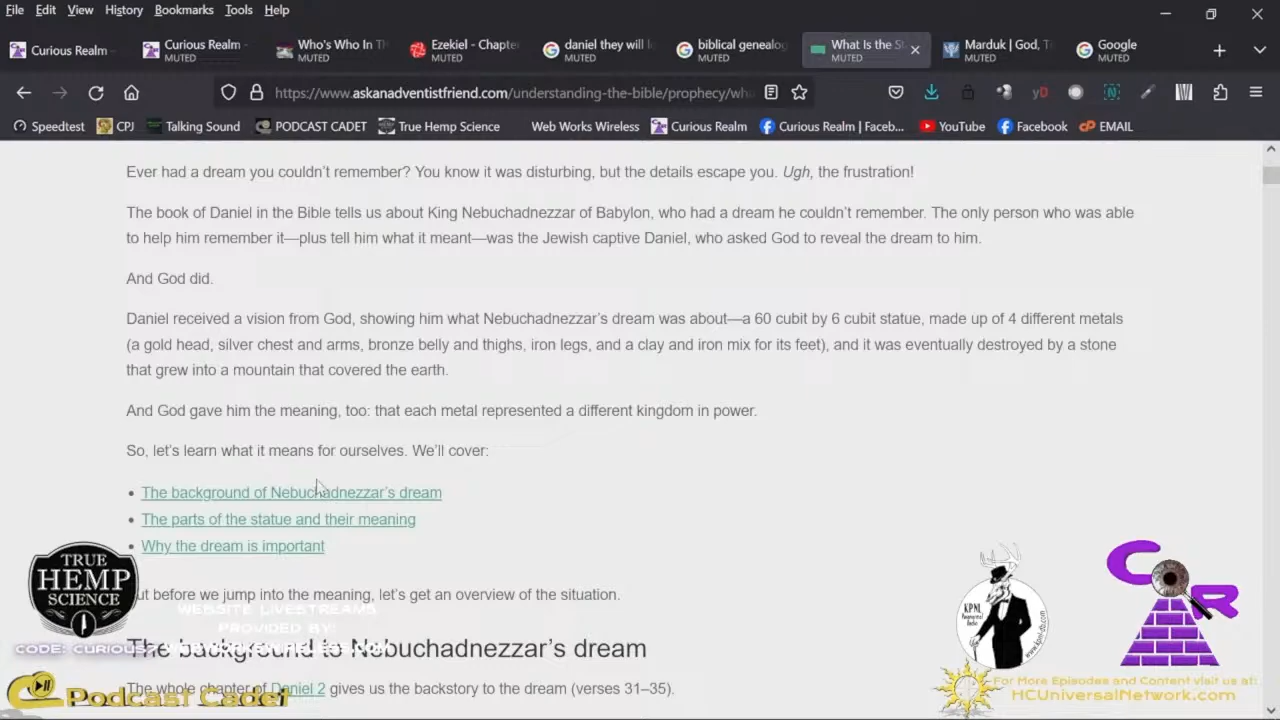 File Edit View History Bookmarks Tools Help
Curious Realm
Curious Realm - MUTED
Who's Who In Th MUTED
Ezekiel - Chapte MUTED
daniel they will l MUTED
biblical genealog MUTED
What Is the St MUTED
Marduk | God, Ti MUTED
Google MUTED
https://www.askanadventistfriend.com/understanding-the-bible/prophecy/wh
Speedtest CPJ Talking Sound PODCAST CADET True Hemp Science Web Works Wireless Curious Realm Curious Realm | Faceb... YouTube Facebook EMAIL
Ever had a dream you couldn't remember? You know it was disturbing, but the details escape you. Ugh, the frustration!
The book of Daniel in the Bible tells us about King Nebuchadnezzar of Babylon, who had a dream he couldn't remember. The only person who was able
to help him remember it—plus tell him what it meant—was the Jewish captive Daniel, who asked God to reveal the dream to him.
And God did.
Daniel received a vision from God, showing him what Nebuchadnezzar's dream was about—a 60 cubit by 6 cubit statue, made up of 4 different metals
(a gold head, silver chest and arms, bronze belly and thighs, iron legs, and a clay and iron mix for its feet), and it was eventually destroyed by a stone
that grew into a mountain that covered the earth.
And God gave him the meaning, too: that each metal represented a different kingdom in power.
So, let's learn what it means for ourselves. We'll cover:
• The background of Nebuchadnezzar's dream
• The parts of the statue and their meaning
• Why the dream is important
ut before we jump into the meaning, let's get an overview of the situation.
The background to Nebuchadnezzar's dream
The whole chapter of Daniel 2 gives us the backstory to the dream (verses 31–35).
TRUE
HEMP
SCIENCE
WEBSITE LIVESTREAMS
PROVIDED BY:
CODE: CURIOUS7
Podcast Cadet
KPNL
C R
For More Episodes and Content visit us at:
HCUniversalNetwork.com